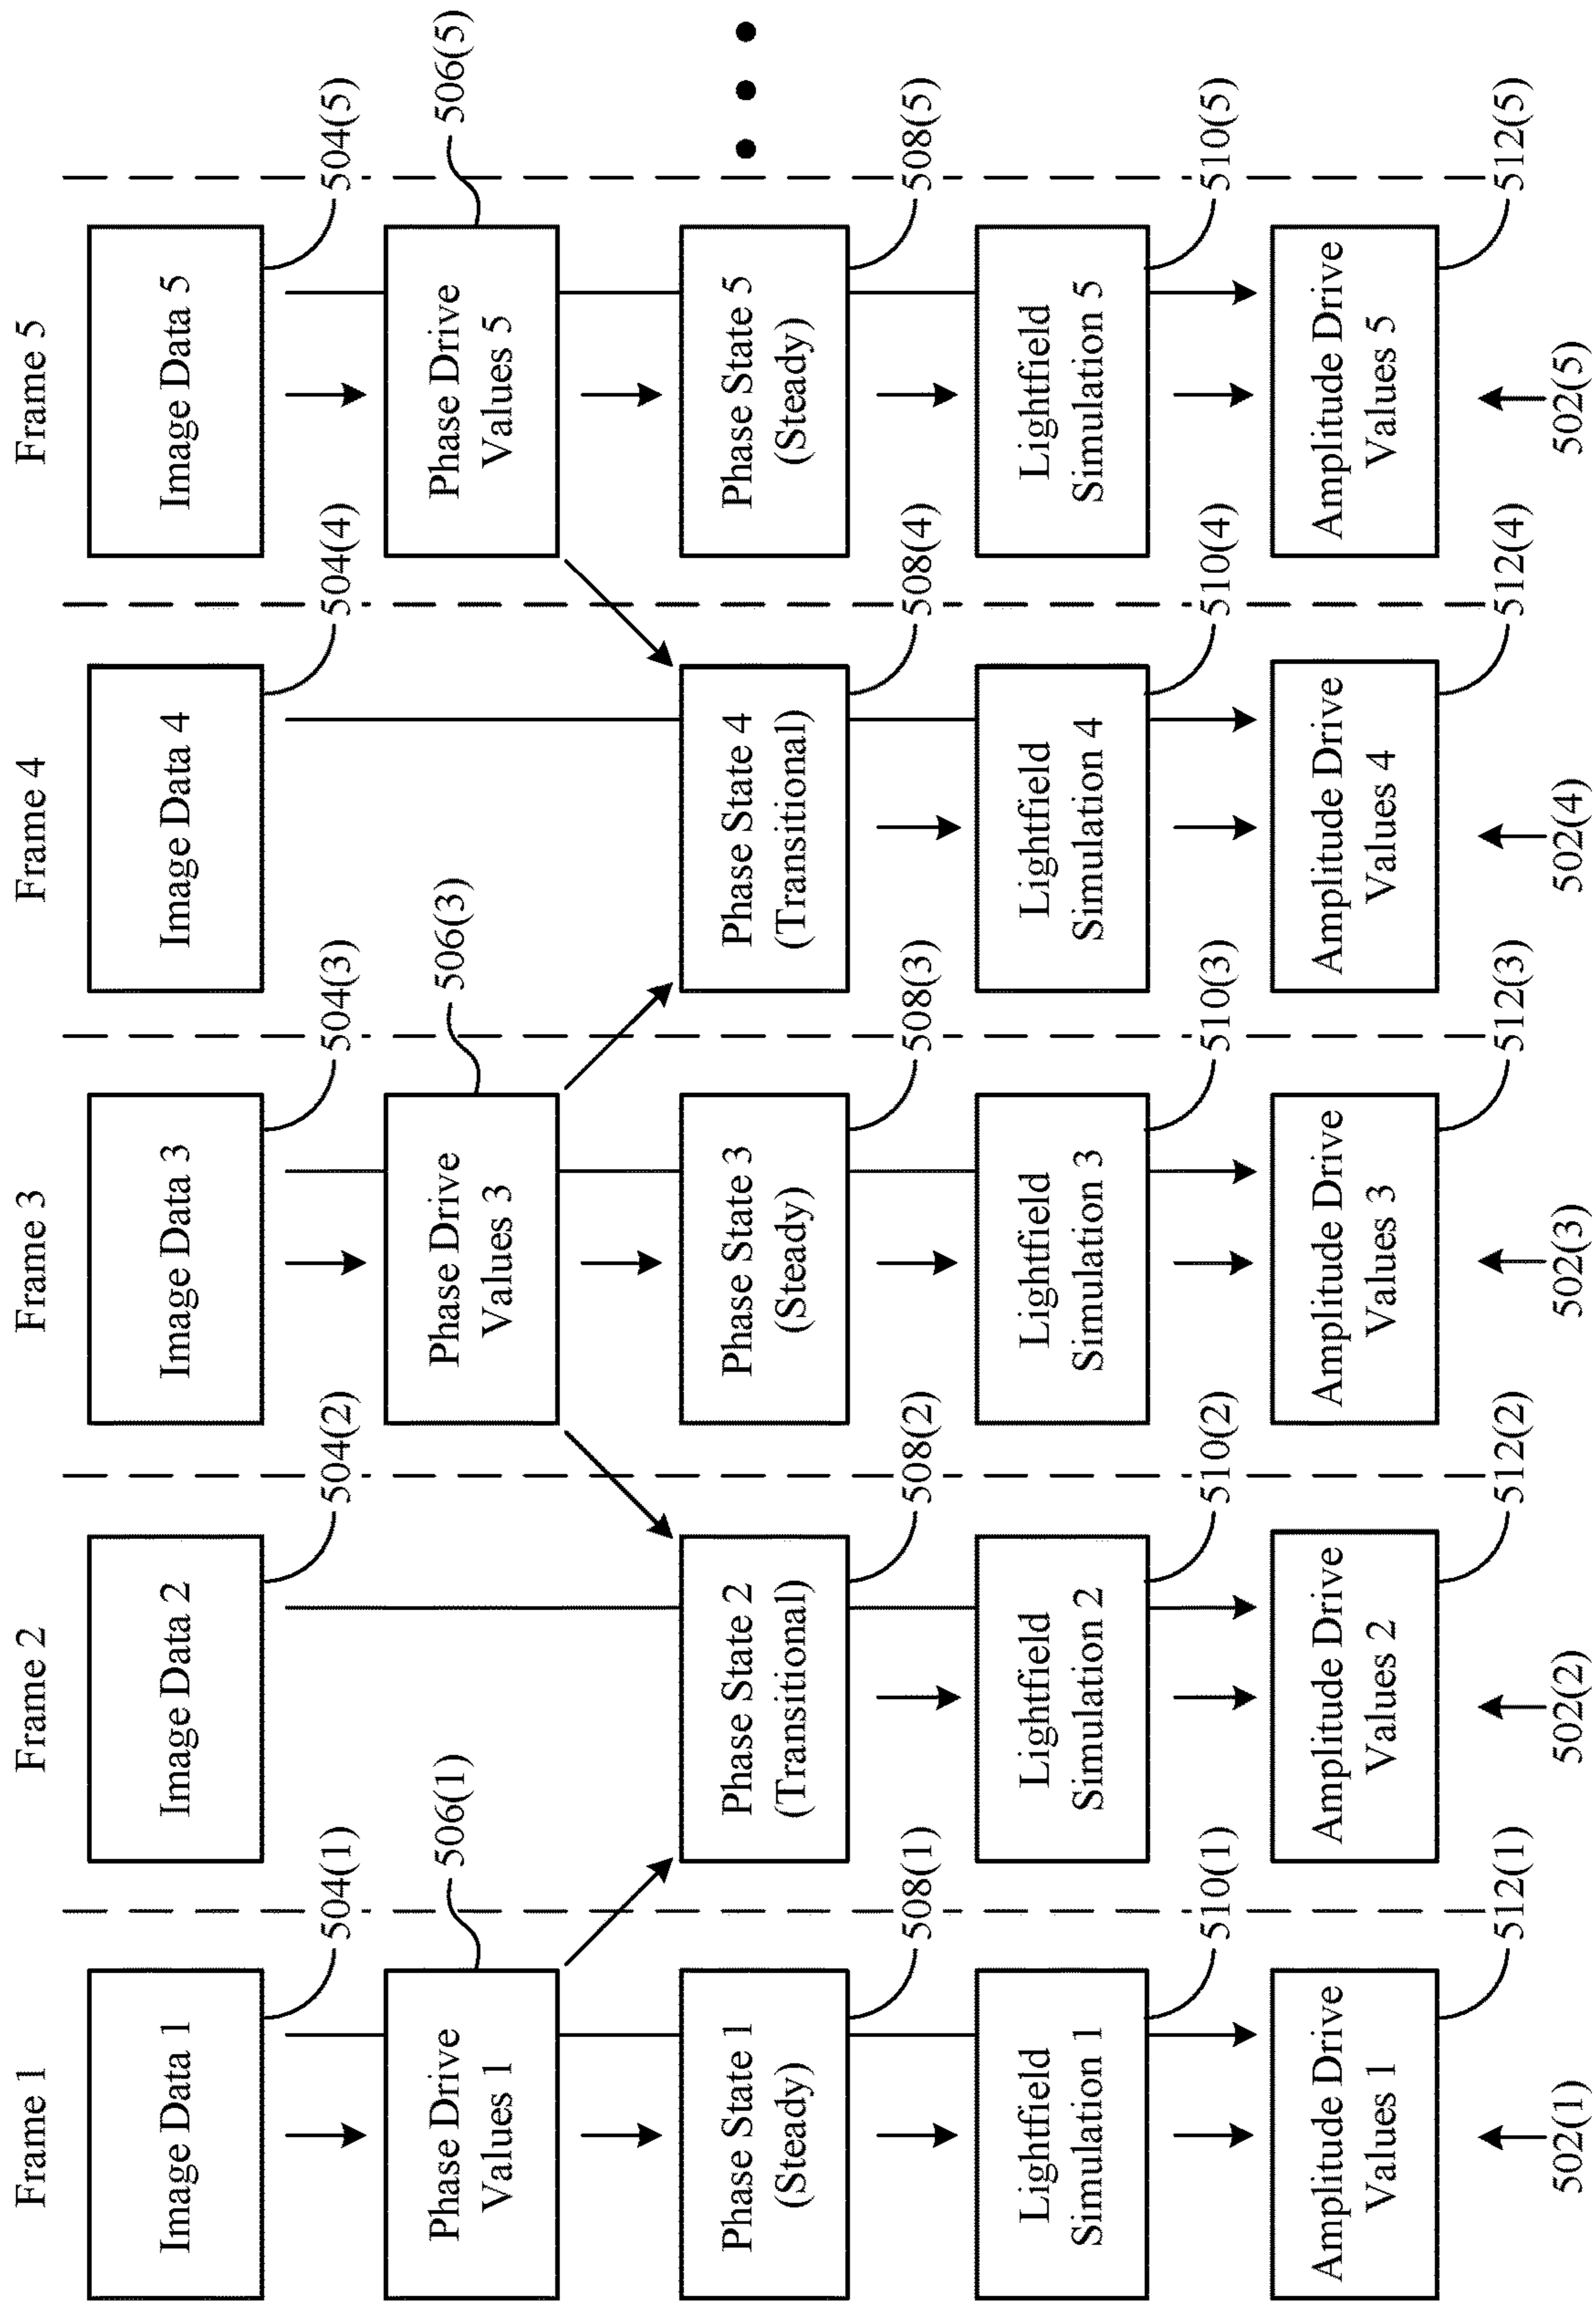 Frame 1
Frame 2
Frame 3
Frame 4
Frame 5
Image Data 1
Image Data 2
Image Data 3
Image Data 4
Image Data 5
504(1)
504(2)
504(3)
504(4)
504(5)
Phase Drive
Values 1
506(1)
Phase Drive
Values 3
506(3)
Phase Drive
Values 5
506(5)
Phase State 1
(Steady)
Phase State 2
(Transitional)
Phase State 3
(Steady)
Phase State 4
(Transitional)
Phase State 5
(Steady)
508(1)
508(2)
508(3)
508(4)
508(5)
Lightfield
Simulation 1
Lightfield
Simulation 2
Lightfield
Simulation 3
Lightfield
Simulation 4
Lightfield
Simulation 5
510(1)
510(2)
510(3)
510(4)
510(5)
Amplitude Drive
Values 1
Amplitude Drive
Values 2
Amplitude Drive
Values 3
Amplitude Drive
Values 4
Amplitude Drive
Values 5
512(1)
512(2)
512(3)
512(4)
512(5)
502(1)
502(2)
502(3)
502(4)
502(5)